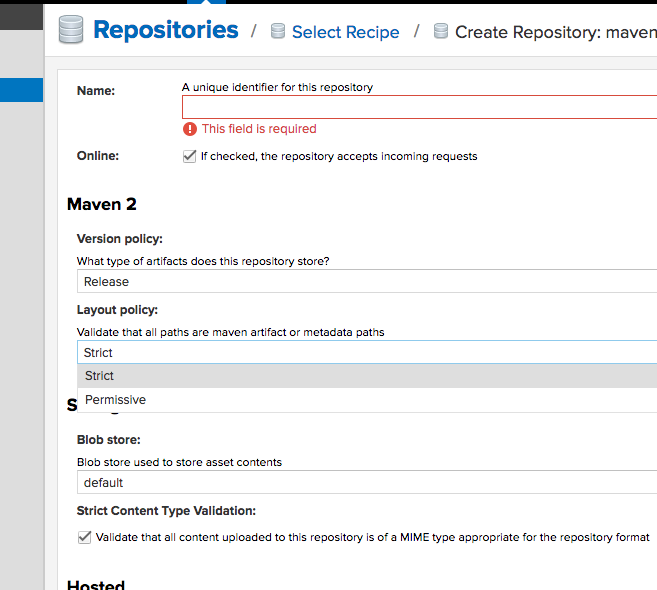 Repositories / Select Recipe / Create Repository: maven
Name:
A unique identifier for this repository
This field is required
Online:
If checked, the repository accepts incoming requests
Maven 2
Version policy:
What type of artifacts does this repository store?
Release
Layout policy:
Validate that all paths are maven artifact or metadata paths
Strict
Strict
Permissive
Blob store:
Blob store used to store asset contents
default
Strict Content Type Validation:
Validate that all content uploaded to this repository is of a MIME type appropriate for the repository format
Hosted